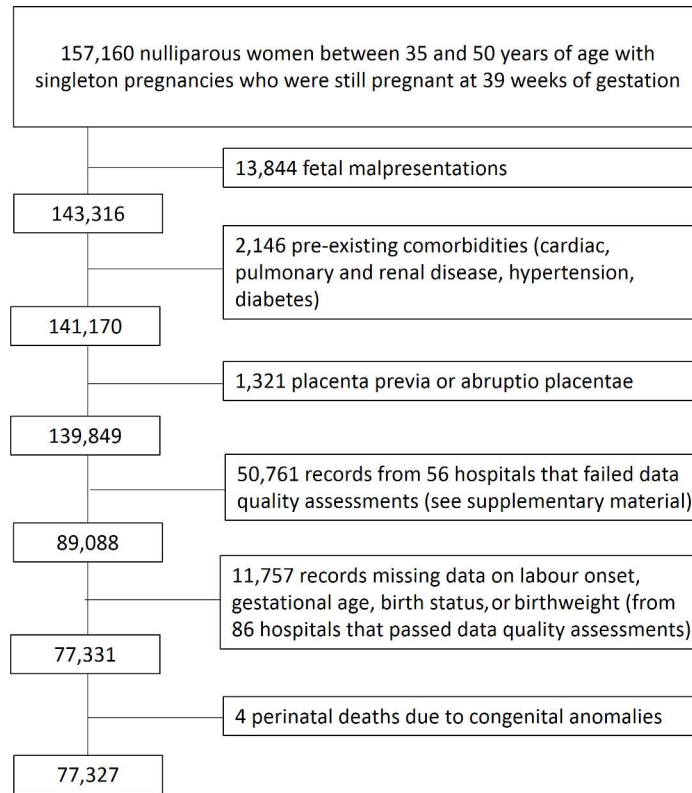 157,160 nulliparous women between 35 and 50 years of age with
singleton pregnancies who were still pregnant at 39 weeks of gestation
13,844 fetal malpresentations
143,316
2,146 pre-existing comorbidities (cardiac,
pulmonary and renal disease, hypertension,
diabetes)
141,170
1,321 placenta previa or abruptio placentae
139,849
50,761 records from 56 hospitals that failed data
quality assessments (see supplementary material)
89,088
11,757 records missing data on labour onset,
gestational age, birth status, or birthweight (from
86 hospitals that passed data quality assessments)
77,331
4 perinatal deaths due to congenital anomalies
77,327